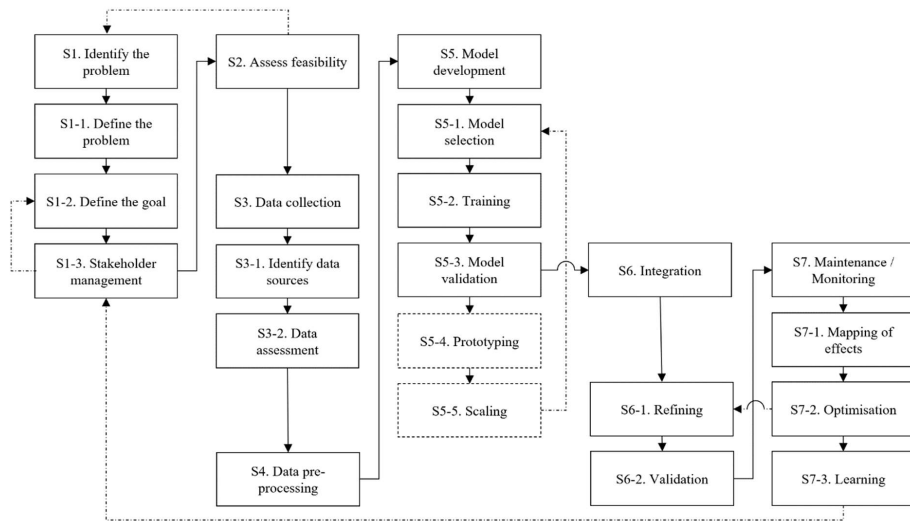 S1. Identify the
problem
S1-1. Define the
problem
S1-2. Define the goal
S1-3. Stakeholder
management
S2. Assess feasibility
S3. Data collection
S3-1. Identify data
sources
S3-2. Data
assessment
S4. Data pre-
processing
S5. Model
development
S5-1. Model
selection
S5-2. Training
S5-3. Model
validation
S5-4. Prototyping
S5-5. Scaling
S6. Integration
S6-1. Refining
S6-2. Validation
S7. Maintenance /
Monitoring
S7-1. Mapping of
effects
S7-2. Optimisation
S7-3. Learning